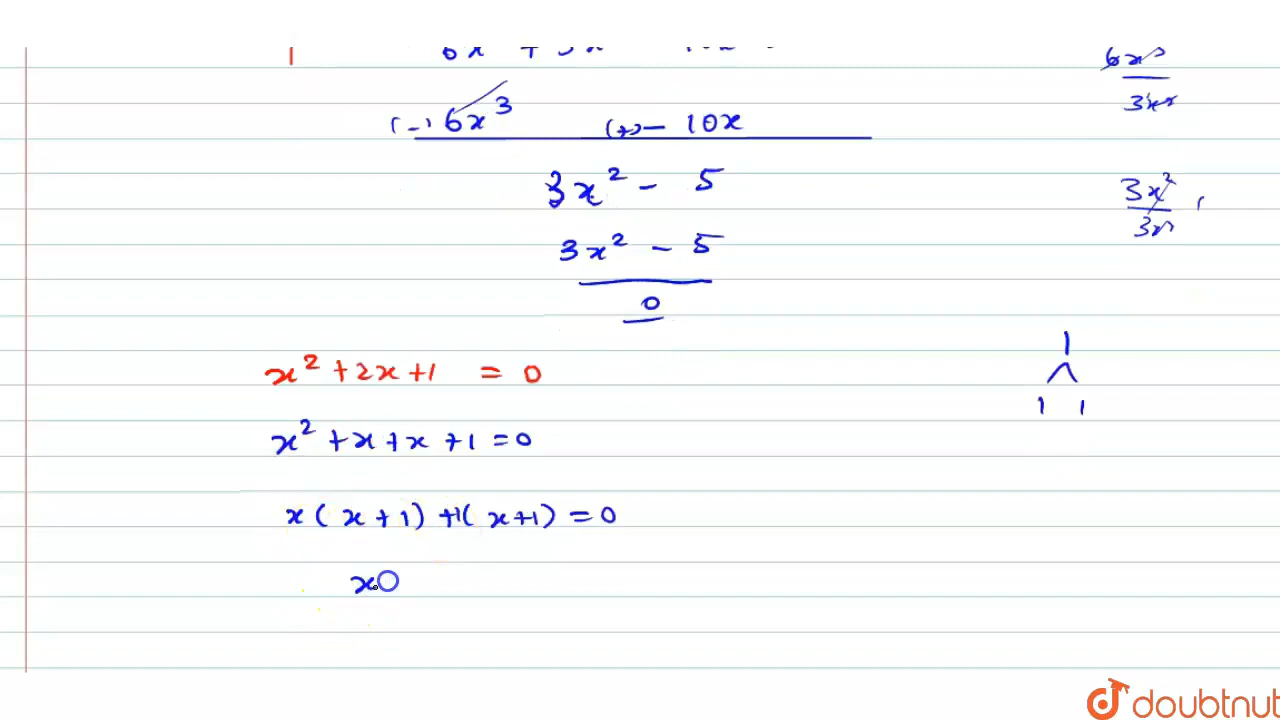 (-) 6x³ (+) - 10x
3x² - 5
3x² - 5
0
3x²
1
1 1
x² + 2x + 1 = 0
x² + x + x + 1 = 0
x(x + 1) + 1(x + 1) = 0
x
doubtnut